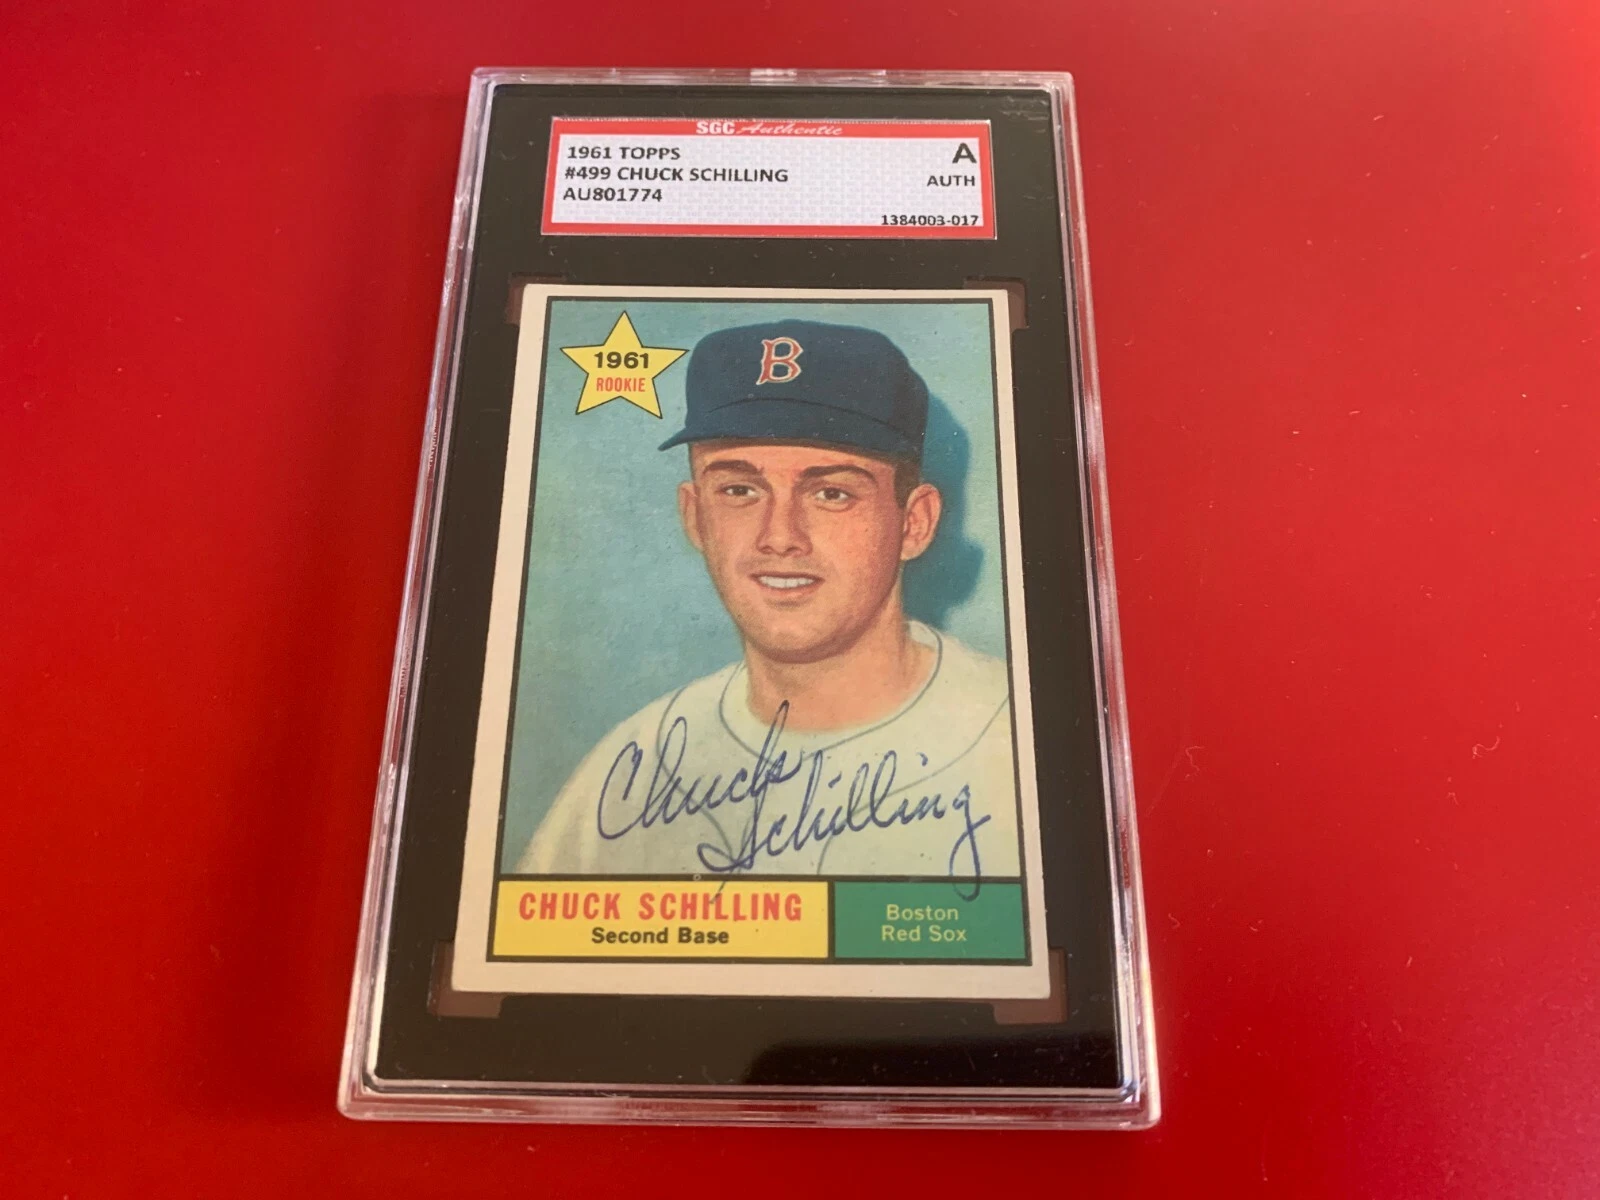 SGC Authentic
1961 TOPPS
A
#499 CHUCK SCHILLING
AUTH
AU801774
1384003-017
1961
ROOKIE
B
Chuck
Schilling
CHUCK SCHILLING
Second Base
Boston
Red Sox